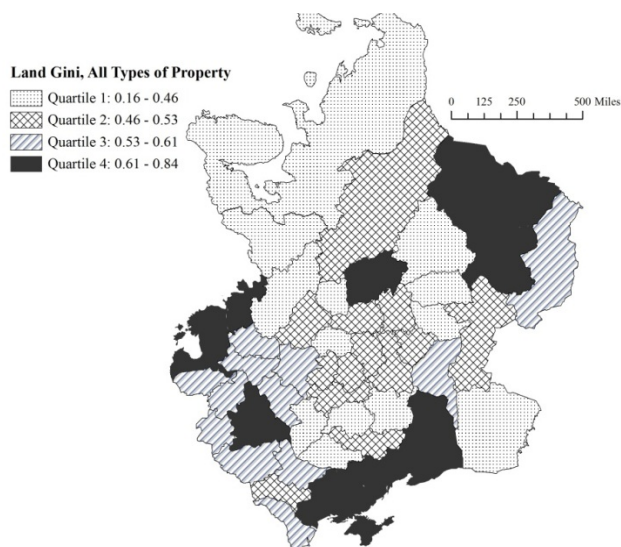 Land Gini, All Types of Property
Quartile 1: 0.16 - 0.46
Quartile 2: 0.46 - 0.53
Quartile 3: 0.53 - 0.61
Quartile 4: 0.61 - 0.84
0 125 250 500 Miles